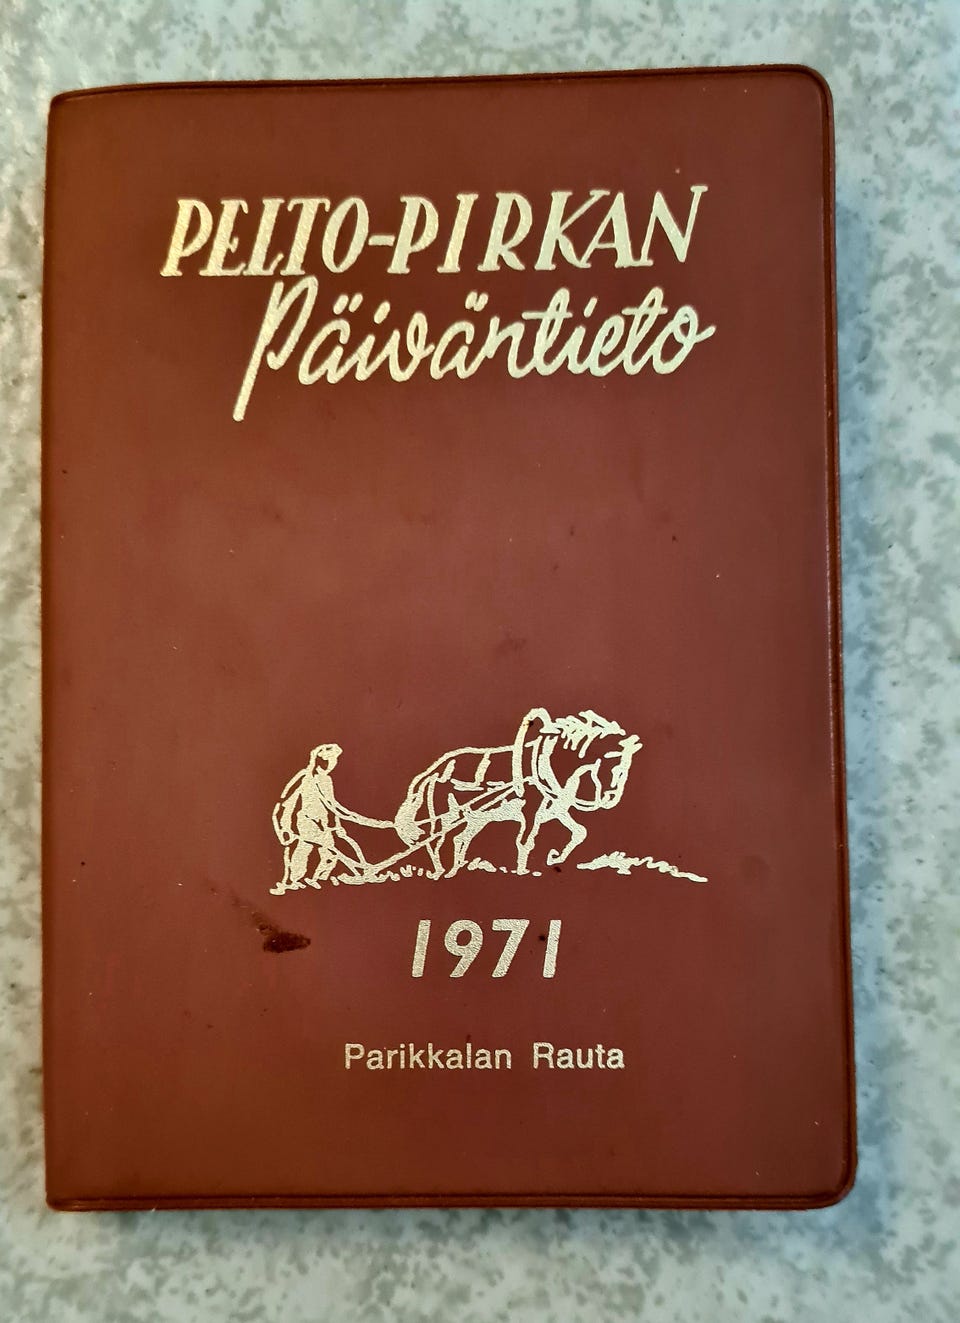 PELTO-PIRKAN
Päiväntieto
1971
Parikkalan Rauta